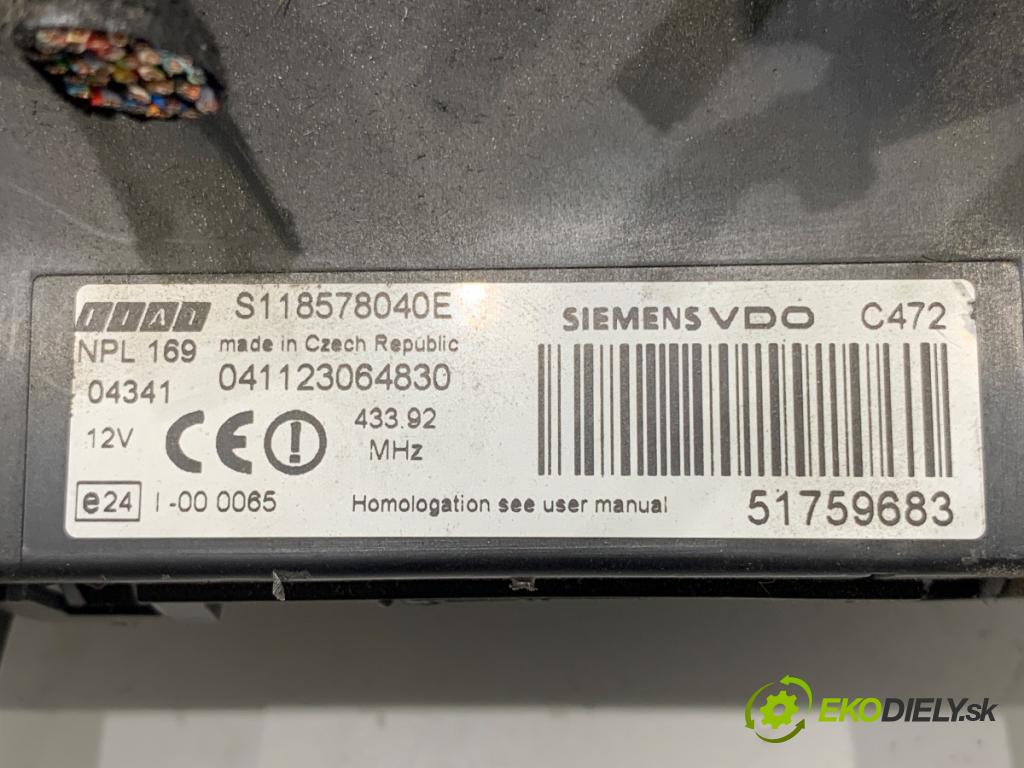 FIAT S118578040E SIEMENS VDO C472
NPL 169 made in Czech Republic
04341 041123064830
12V CE 433.92
MHz
e24 I -00 0065 Homologation see user manual 51759683
EKODIELY.sk